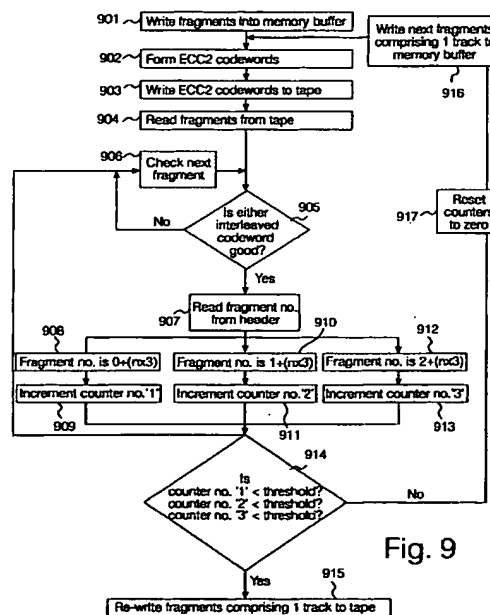 901
Write fragments into memory buffer
902
Form ECC2 codewords
903
Write ECC2 codewords to tape
904
Read fragments from tape
Write next fragments
comprising 1 track to
memory buffer
916
906
Check next
fragment
905
Is either
interleaved
codeword
good?
No
Yes
917
Reset
counters
to zero
907
Read fragment no.
from header
908
Fragment no. is 0+(nx3)
910
Fragment no. is 1+(nx3)
912
Fragment no. is 2+(nx3)
Increment counter no.'1'
909
Increment counter no.'2'
911
Increment counter no.'3'
913
914
Is
counter no. '1' < threshold?
counter no. '2' < threshold?
counter no. '3' < threshold?
No
Yes
Fig. 9
915
Re-write fragments comprising 1 track to tape